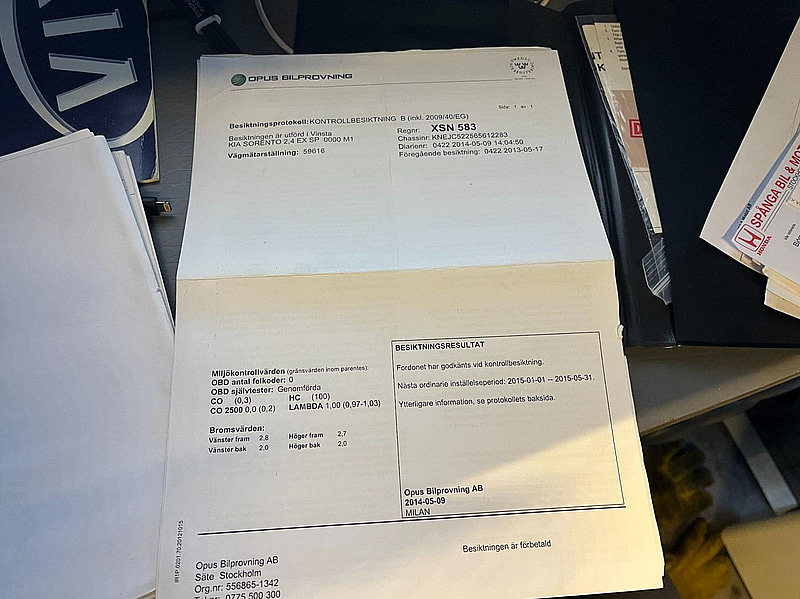 OPUS BILPROVNING
Sida: 1 av 1
Besiktningsprotokoll: KONTROLLBESIKTNING B (inkl. 2009/40/EG)
Besiktningen är utförd i Vinsta
KIA SORENTO 2,4 EX SP 0000 M1
Vägmätarställning: 59616
Regnr: XSN 583
Chassinr: KNEJC522565612283
Diarienr: 0422 2014-05-09 14:04:50
Föregående besiktning: 0422 2013-05-17
Miljökontrollvärden (gränsvärden inom parentes):
OBD antal felkoder: 0
OBD självtester: Genomförda
CO (0,3) HC (100)
CO 2500 0,0 (0,2) LAMBDA 1,00 (0,97-1,03)
Bromsvärden:
Vänster fram 2,8 Höger fram 2,7
Vänster bak 2,0 Höger bak 2,0
BESIKTNINGSRESULTAT
Fordonet har godkänts vid kontrollbesiktning.
Nästa ordinarie inställelseperiod: 2015-01-01 -- 2015-05-31.
Ytterligare information, se protokollets baksida.
Opus Bilprovning AB
2014-05-09
MILAN
IR1P.0201.70.20121015
Besiktningen är förbetald
Opus Bilprovning AB
Säte Stockholm
Org.nr: 556865-1342
0775 500 300
SPÅNGA BIL & MOT
HONDA